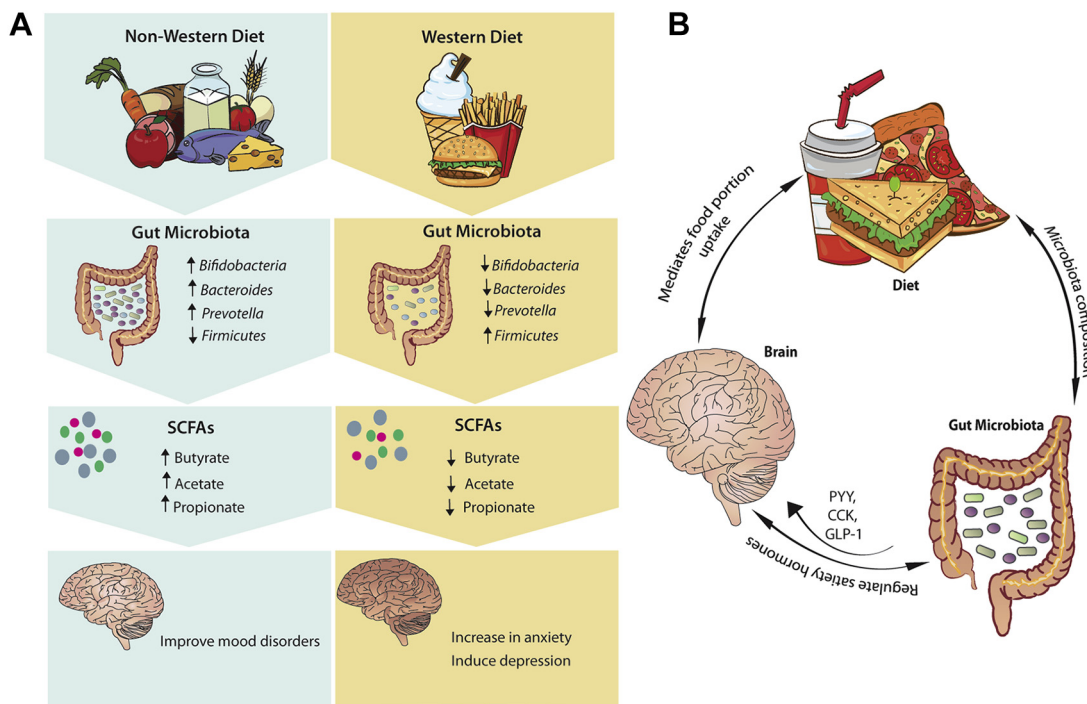 A
Non-Western Diet
Gut Microbiota
↑ Bifidobacteria
↑ Bacteroides
↑ Prevotella
↓ Firmicutes
SCFAs
↑ Butyrate
↑ Acetate
↑ Propionate
Improve mood disorders
Western Diet
Gut Microbiota
↓ Bifidobacteria
↓ Bacteroides
↓ Prevotella
↑ Firmicutes
SCFAs
↓ Butyrate
↓ Acetate
↓ Propionate
Increase in anxiety
Induce depression
B
Mediates food portion
uptake
Diet
Microbiota composition
Brain
Gut Microbiota
PYY,
CCK,
GLP-1
Regulate satiety hormones